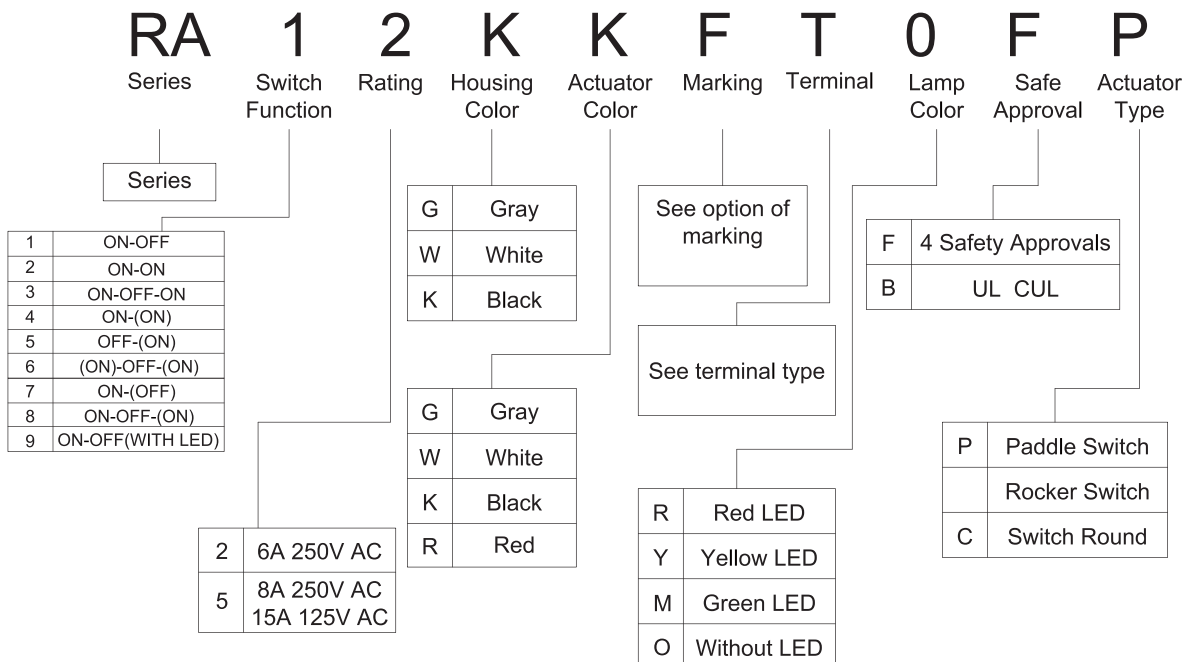 RA 1 2 K K F T 0 F P
Series
Switch
Function
Rating
Housing
Color
Actuator
Color
Marking
Terminal
Lamp
Color
Safe
Approval
Actuator
Type
Series
1 ON-OFF
2 ON-ON
3 ON-OFF-ON
4 ON-(ON)
5 OFF-(ON)
6 (ON)-OFF-(ON)
7 ON-(OFF)
8 ON-OFF-(ON)
9 ON-OFF(WITH LED)
2 6A 250V AC
5 8A 250V AC
15A 125V AC
G Gray
W White
K Black
G Gray
W White
K Black
R Red
See option of
marking
See terminal type
R Red LED
Y Yellow LED
M Green LED
O Without LED
F 4 Safety Approvals
B UL CUL
P Paddle Switch
Rocker Switch
C Switch Round